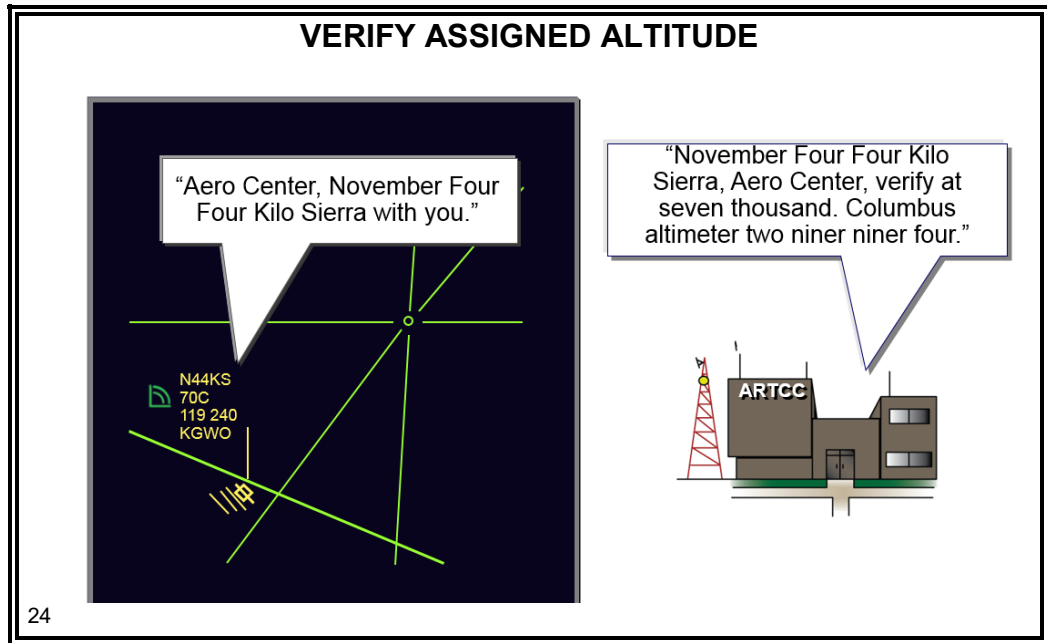 VERIFY ASSIGNED ALTITUDE
“Aero Center, November Four
Four Kilo Sierra with you.”
“November Four Four Kilo
Sierra, Aero Center, verify at
seven thousand. Columbus
altimeter two niner niner four.”
N44KS
70C
119 240
KGWO
ARTCC
24